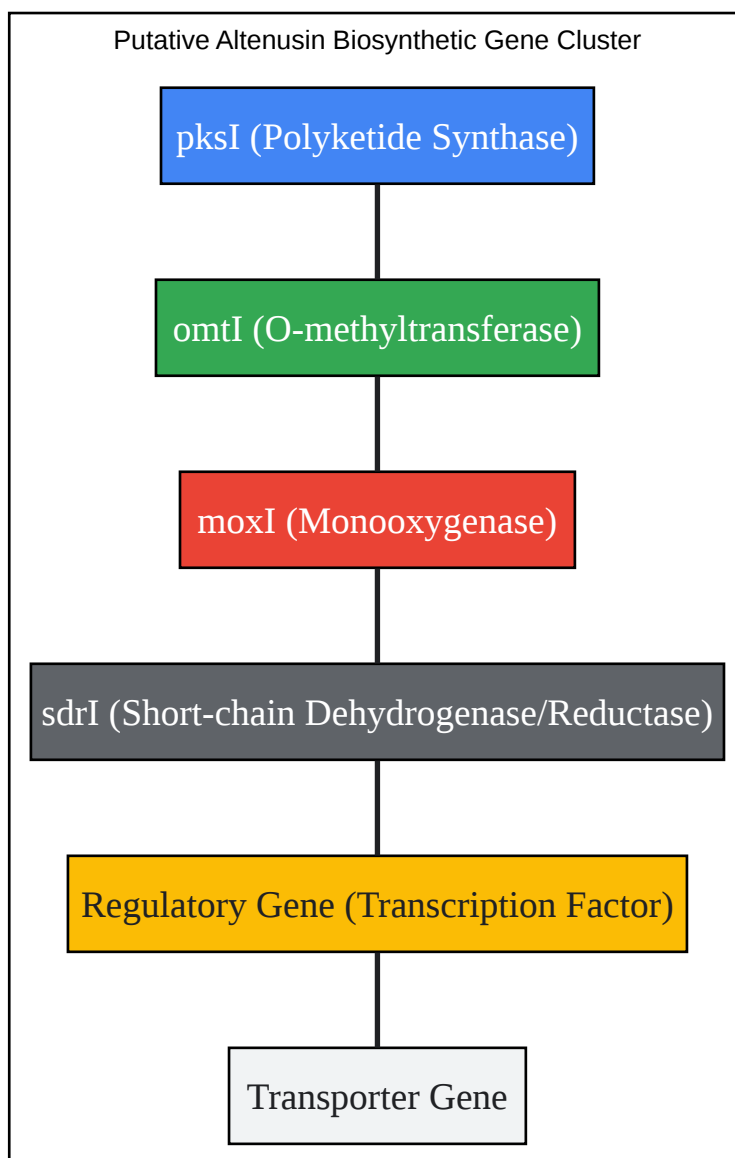 Putative Altenusin Biosynthetic Gene Cluster
pksI (Polyketide Synthase)
omtI (O-methyltransferase)
moxI (Monooxygenase)
sdrI (Short-chain Dehydrogenase/Reductase)
Regulatory Gene (Transcription Factor)
Transporter Gene